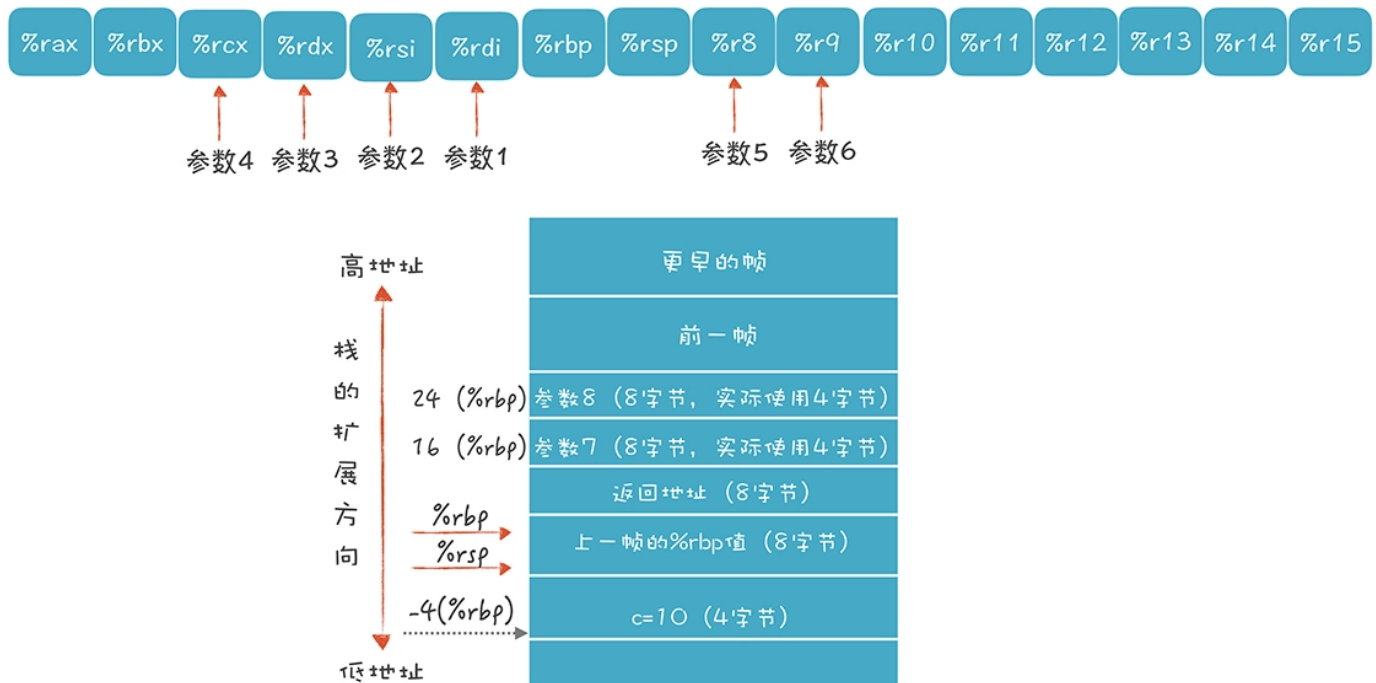 %rax %rbx %rcx %rdx %rsi %rdi %rbp %rsp %r8 %r9 %r10 %r11 %r12 %r13 %r14 %r15
参数4 参数3 参数2 参数1 参数5 参数6
高地址
更早的帧
前一帧
栈的扩展方向
24 (%rbp) 参数8 (8字节, 实际使用4字节)
16 (%rbp) 参数7 (8字节, 实际使用4字节)
返回地址 (8字节)
%rbp
上一帧的%rbp值 (8字节)
%rsp
-4(%rbp)
c=10 (4字节)
低地址